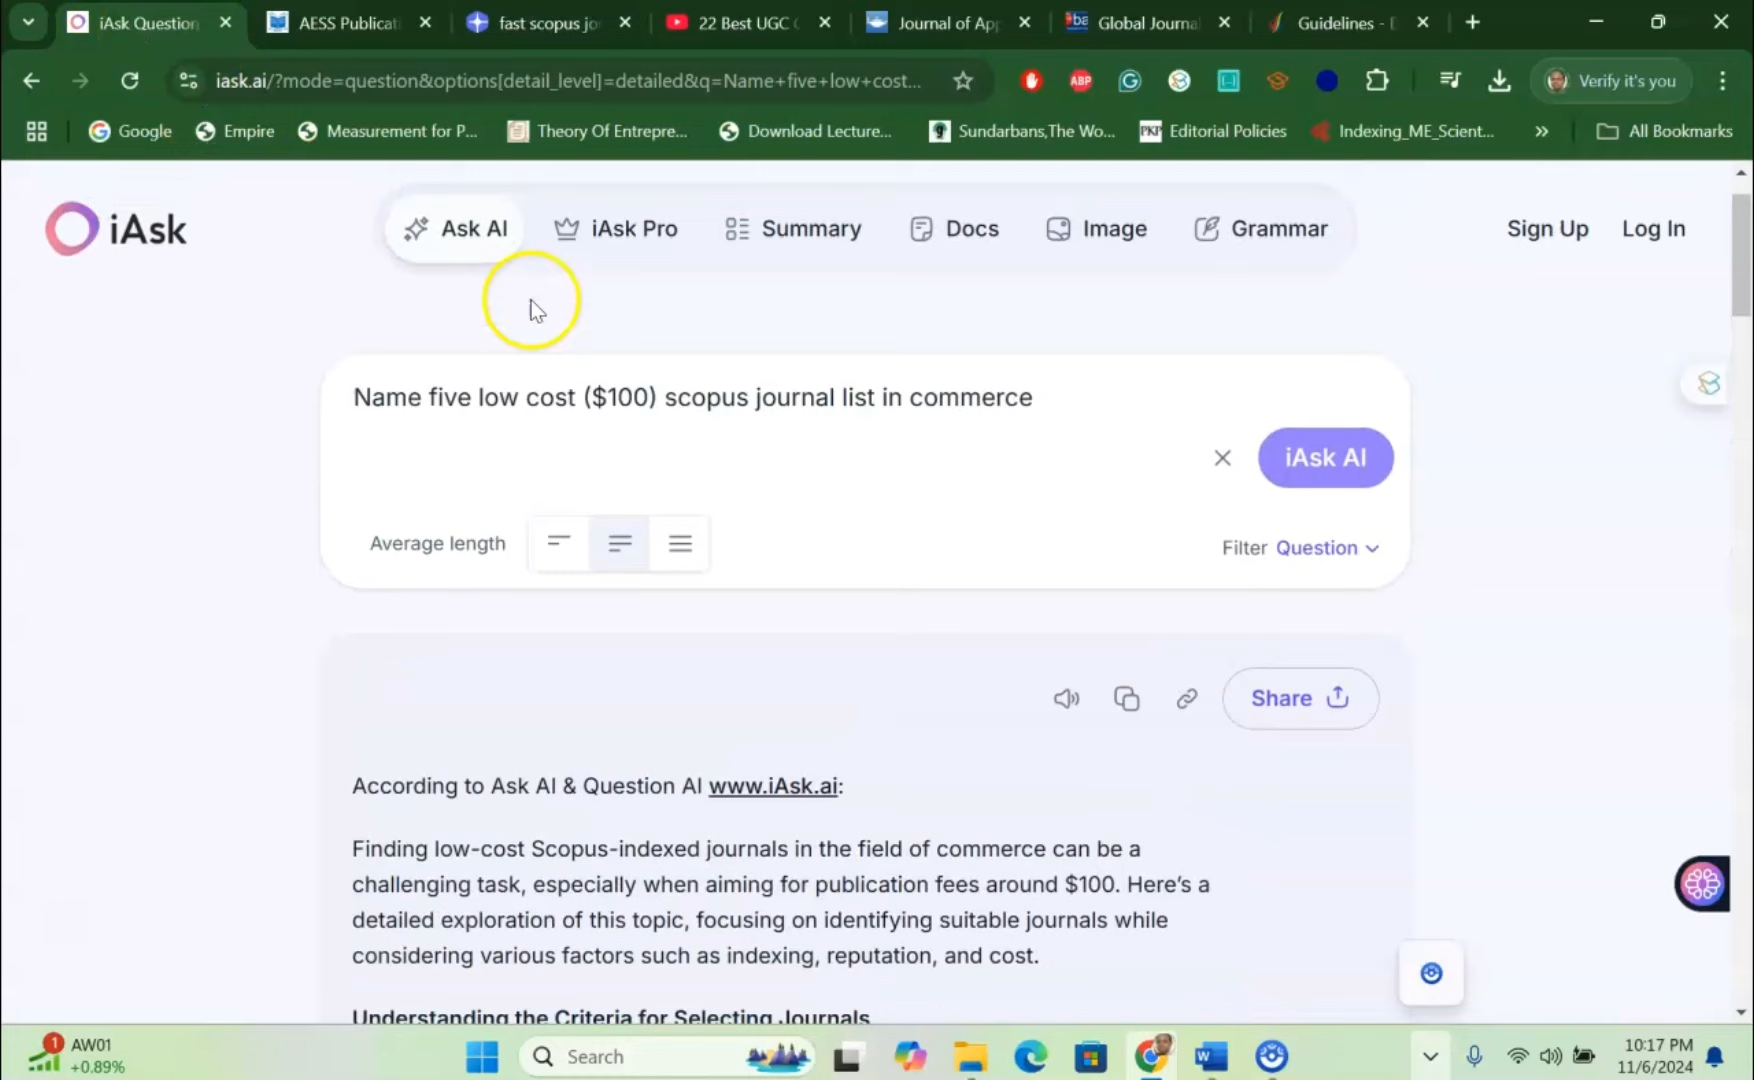 iAsk Question
AESS Publicati
fast scopus jo
22 Best UGC
Journal of App
Global Journa
Guidelines -
iask.ai/?mode=question&options[detail_level]=detailed&q=Name+five+low+cost...
ABP
Verify it's you
Google
Empire
Measurement for P...
Theory Of Entrepre...
Download Lecture...
Sundarbans,The Wo...
PKP
Editorial Policies
Indexing_ME_Scient...
»
All Bookmarks
iAsk
Ask AI
iAsk Pro
Summary
Docs
Image
Grammar
Sign Up
Log In
Name five low cost ($100) scopus journal list in commerce
iAsk AI
Average length
Filter Question
Share
According to Ask AI & Question AI www.iAsk.ai:
Finding low-cost Scopus-indexed journals in the field of commerce can be a
challenging task, especially when aiming for publication fees around $100. Here's a
detailed exploration of this topic, focusing on identifying suitable journals while
considering various factors such as indexing, reputation, and cost.
Understanding the Criteria for Selecting Journals
1
AW01
+0.89%
Search
10:17 PM
11/6/2024